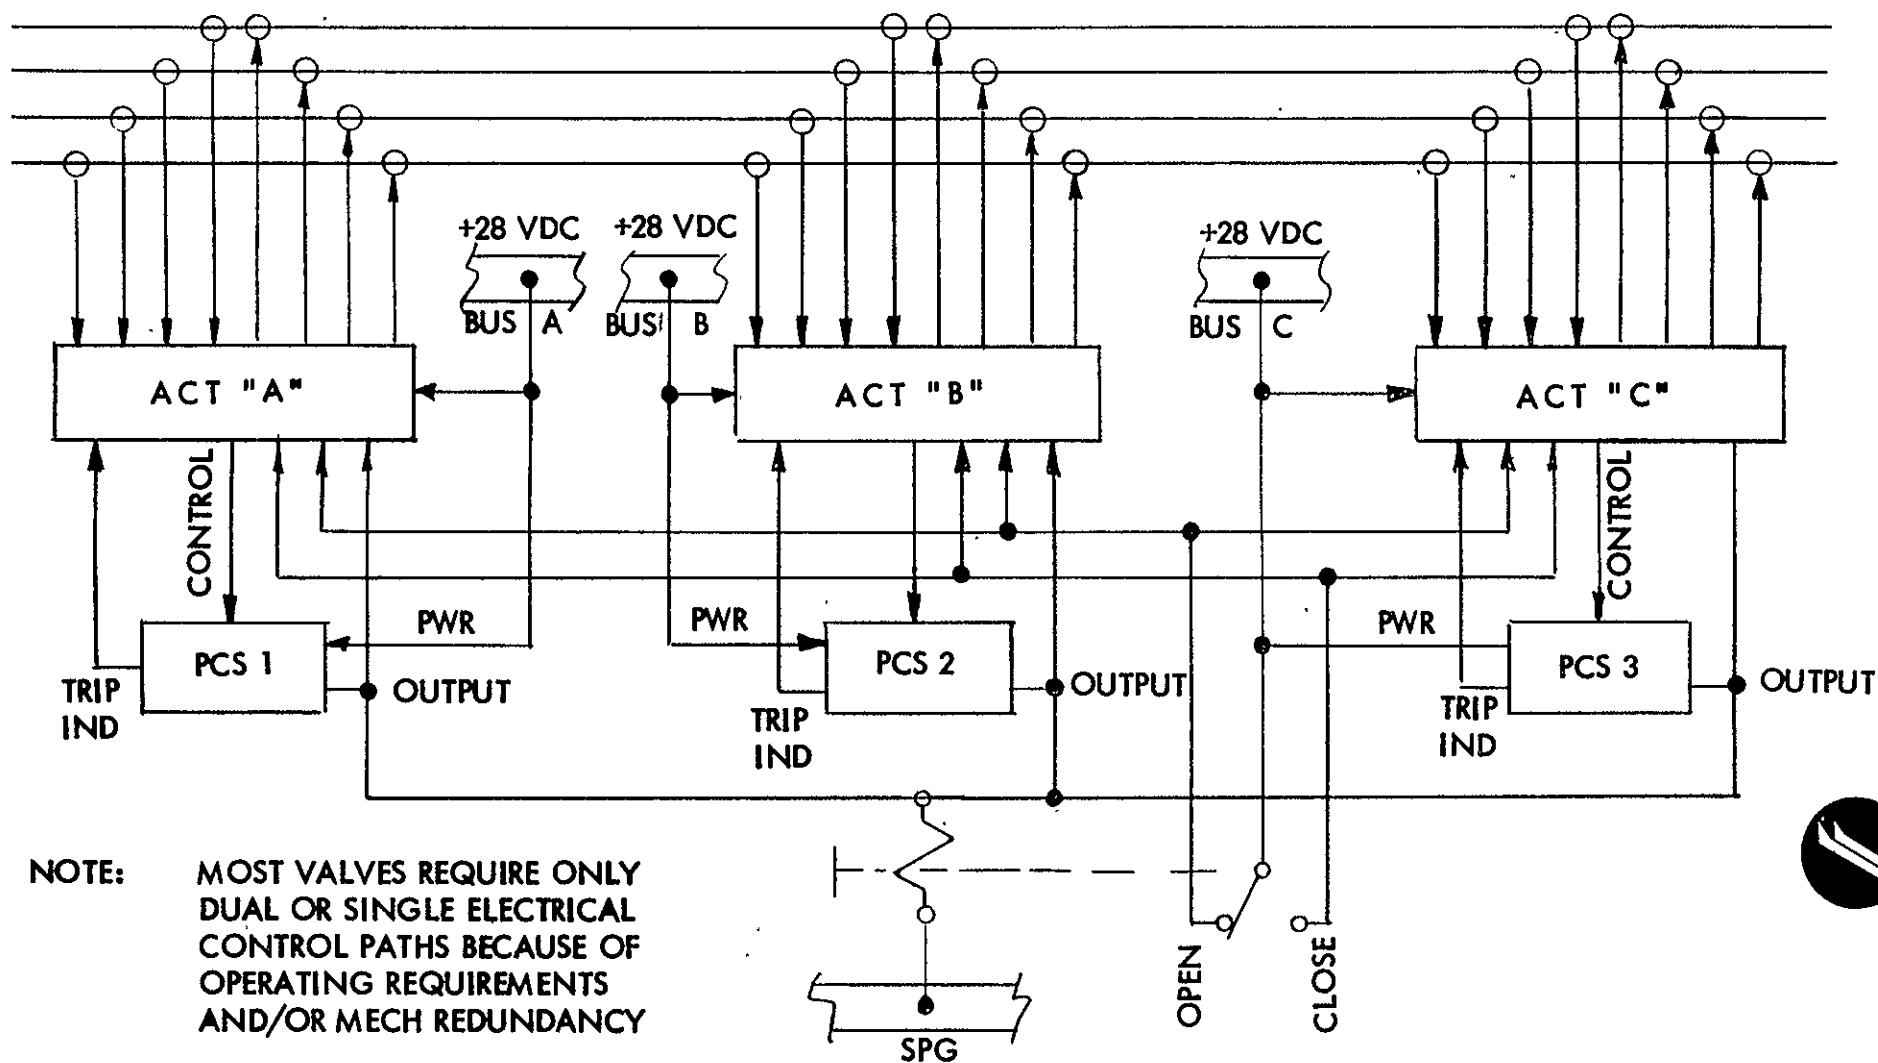 +28 VDC
+28 VDC
+28 VDC
BUS A
BUS B
BUS C
ACT "A"
ACT "B"
ACT "C"
CONTROL
CONTROL
PWR
PWR
PWR
PCS 1
PCS 2
PCS 3
TRIP
IND
OUTPUT
TRIP
IND
OUTPUT
TRIP
IND
OUTPUT
NOTE: MOST VALVES REQUIRE ONLY
DUAL OR SINGLE ELECTRICAL
CONTROL PATHS BECAUSE OF
OPERATING REQUIREMENTS
AND/OR MECH REDUNDANCY
OPEN
CLOSE
SPG